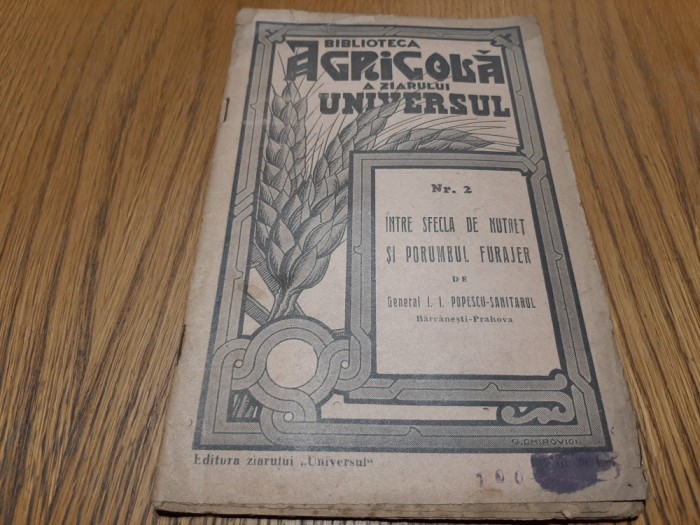 BIBLIOTECA
AGRICOLĂ
A ZIARULUI
UNIVERSUL
Nr. 2
ÎNTRE SFECLA DE NUTREȚ
ȘI PORUMBUL FURAJER
DE
General I. I. POPESCU-SANITARUL
Bărcănești-Prahova
G. CHIROVICI
Editura ziarului „Universul“